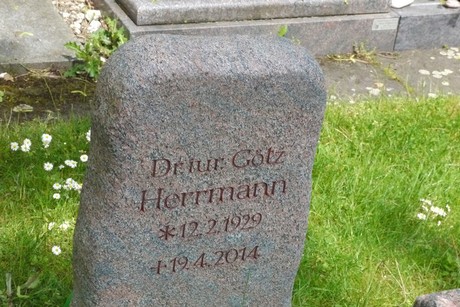 Dr. iur. Götz
Herrmann
*12.2.1929
+19.4.2014